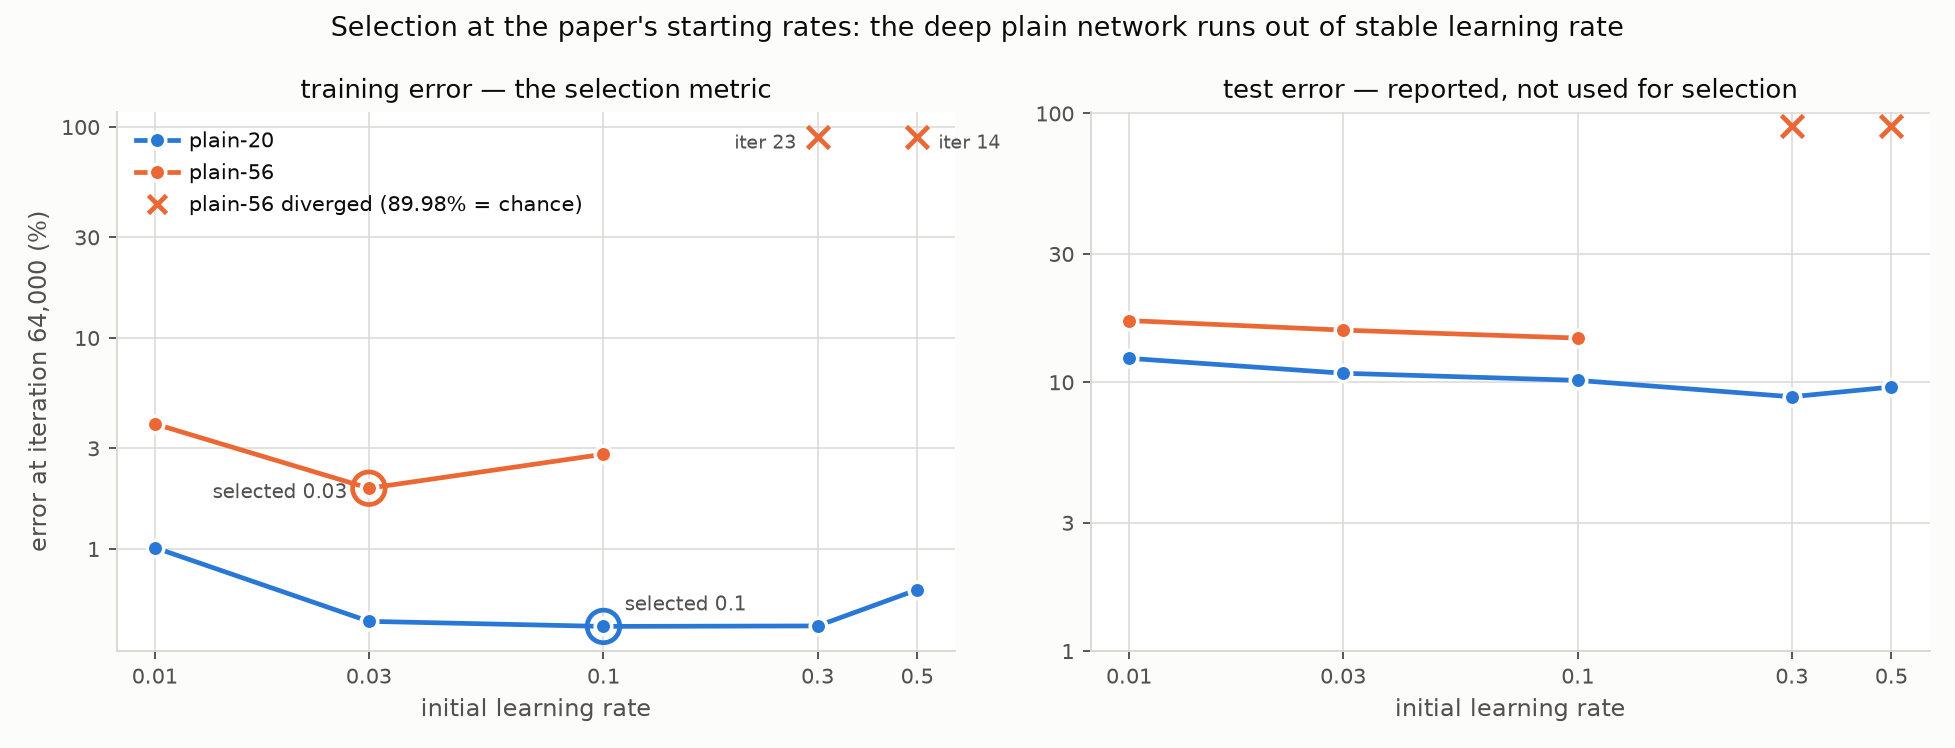 Selection at the paper's starting rates: the deep plain network runs out of stable learning rate
training error — the selection metric
error at iteration 64,000 (%)
100
30
10
3
1
plain-20
plain-56
plain-56 diverged (89.98% = chance)
iter 23
iter 14
selected 0.03
selected 0.1
0.01
0.03
0.1
0.3
0.5
initial learning rate
test error — reported, not used for selection
100
30
10
3
1
0.01
0.03
0.1
0.3
0.5
initial learning rate